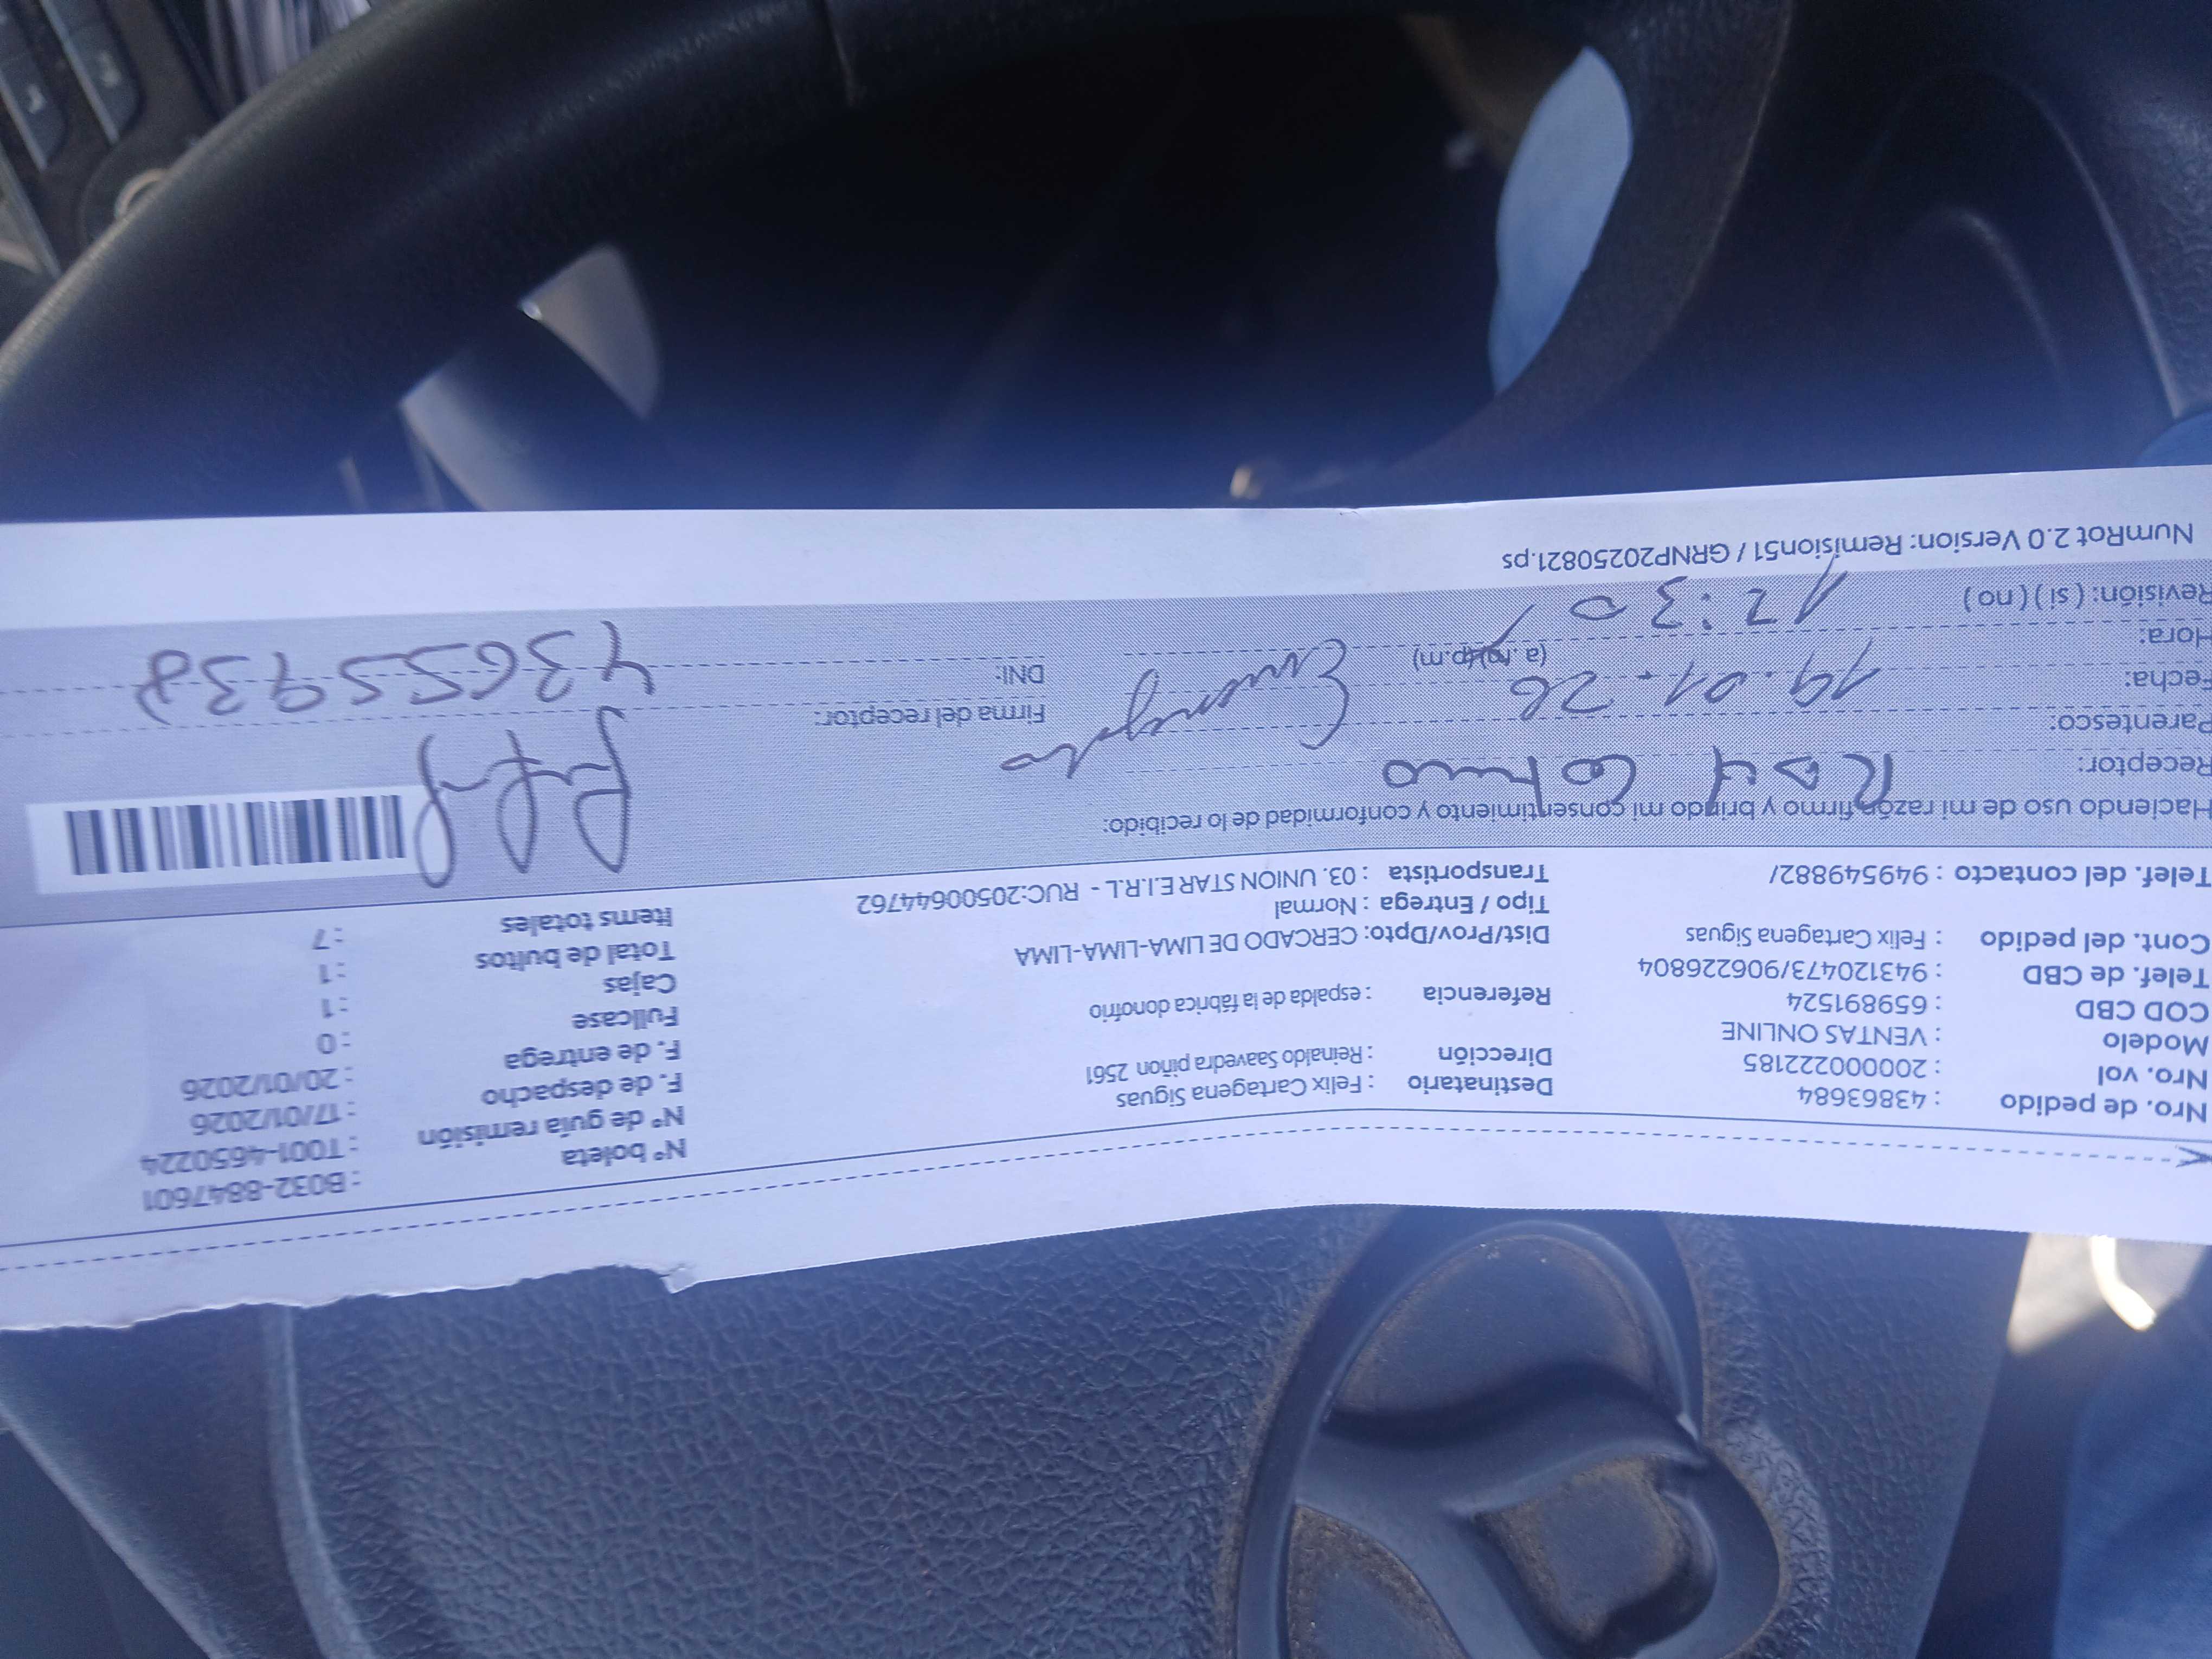 Nro. de pedido : 43863684
Nro. vol : 2000002222185
Modelo : VENTAS ONLINE
COD CBD : 659891524
Telef. de CBD : 943120473/906226804
Cont. del pedido : Felix Cartagena Siguas
Telef. del contacto : 949549882/
Destinatario : Felix Cartagena Siguas
Dirección : Reinaldo Saavedra piñon 2561
Referencia : espalda de la fábrica donofrio
Dist/Prov/Dpto: CERCADO DE LIMA-LIMA-LIMA
Tipo / Entrega : Normal
Transportista : 03. UNION STAR E.I.R.L - RUC:20500644762
N° boleta : B032-8847601
N° de guía remisión : T001-4650224
F. de despacho : 17/01/2026
F. de entrega : 20/01/2026
Fullcase : 0
Cajas : 1
Total de bultos : 1
Items totales : 7
Haciendo uso de mi razón firmo y brindo mi consentimiento y conformidad de lo recibido:
Receptor:
Parentesco:
Fecha: 19.01.26
Hora: 12:30 (a.m)(p.m)
Revisión: ( si ) ( no )
Firma del receptor:
DNI: 43655938
NumRot 2.0 Version: Remision51 / GRNP20250821.ps